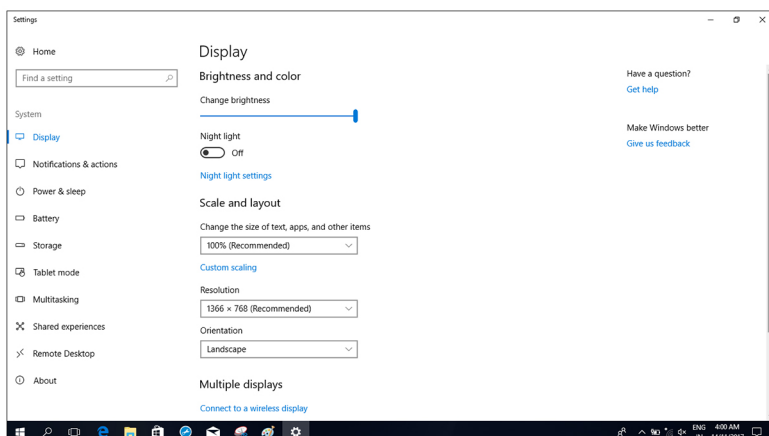 Settings
Home
Find a setting
System
Display
Notifications & actions
Power & sleep
Battery
Storage
Tablet mode
Multitasking
Shared experiences
Remote Desktop
About
Display
Brightness and color
Change brightness
Night light
Off
Night light settings
Scale and layout
Change the size of text, apps, and other items
100% (Recommended)
Custom scaling
Resolution
1366 × 768 (Recommended)
Orientation
Landscape
Multiple displays
Connect to a wireless display
Have a question?
Get help
Make Windows better
Give us feedback
ENG 4:00 AM